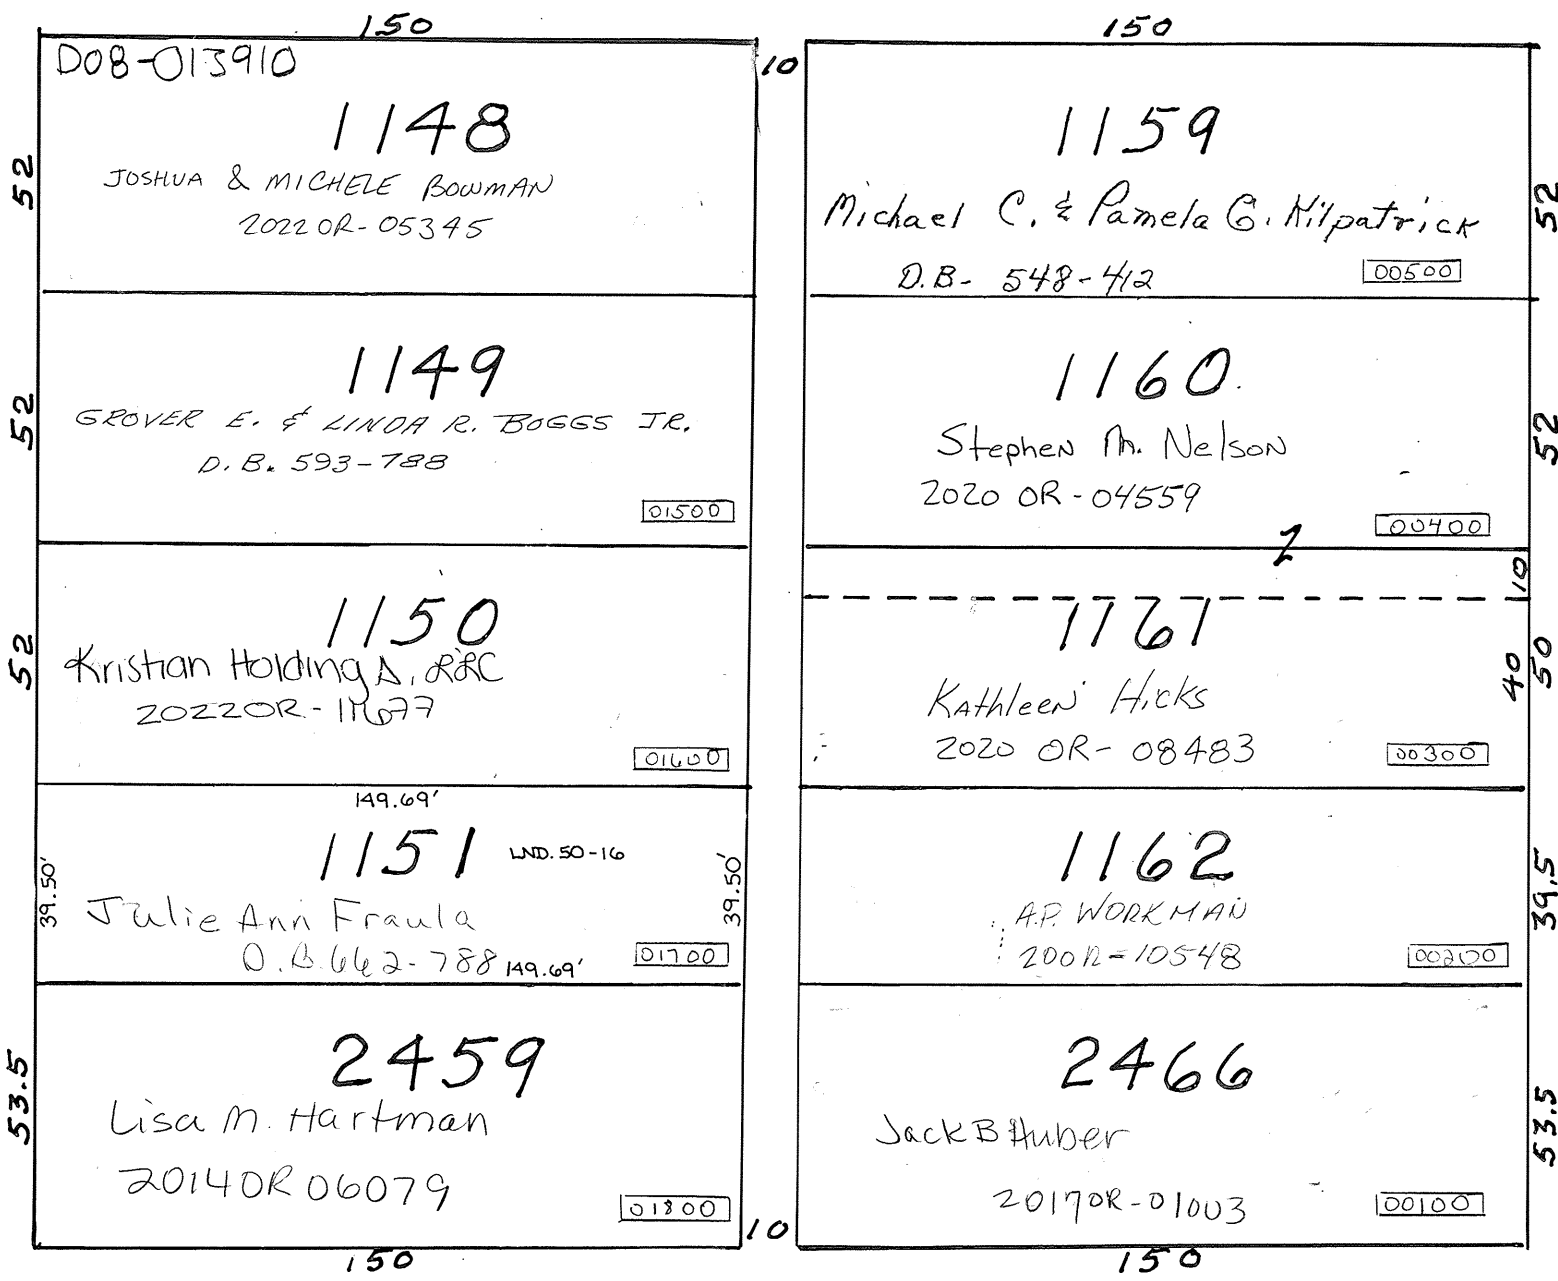 150
D08-013910
1148
JOSHUA & MICHELE BOWMAN
2022 OR-05345
52
1149
GROVER E. & LINDA R. BOGGS JR.
D.B. 593-788
01500
52
1150
Kristian Holdings, LLC
2022OR-11677
01600
52
149.69'
1151
LND. 50-16
39.50'
39.50'
Julie Ann Fraula
D.B. 662-788
149.69'
01700
2459
Lisa M. Hartman
2014OR06079
01800
53.5
150
10
10
150
1159
Michael C. & Pamela G. Kilpatrick
D.B- 548-412
00500
52
1160
Stephen M. Nelson
2020 OR-04559
00400
52
10
1161
Kathleen Hicks
2020 OR- 08483
00300
40
50
1162
A.P. WORKMAN
200R-10548
00200
39.5
2466
Jack B Huber
2017OR-01003
00100
53.5
150